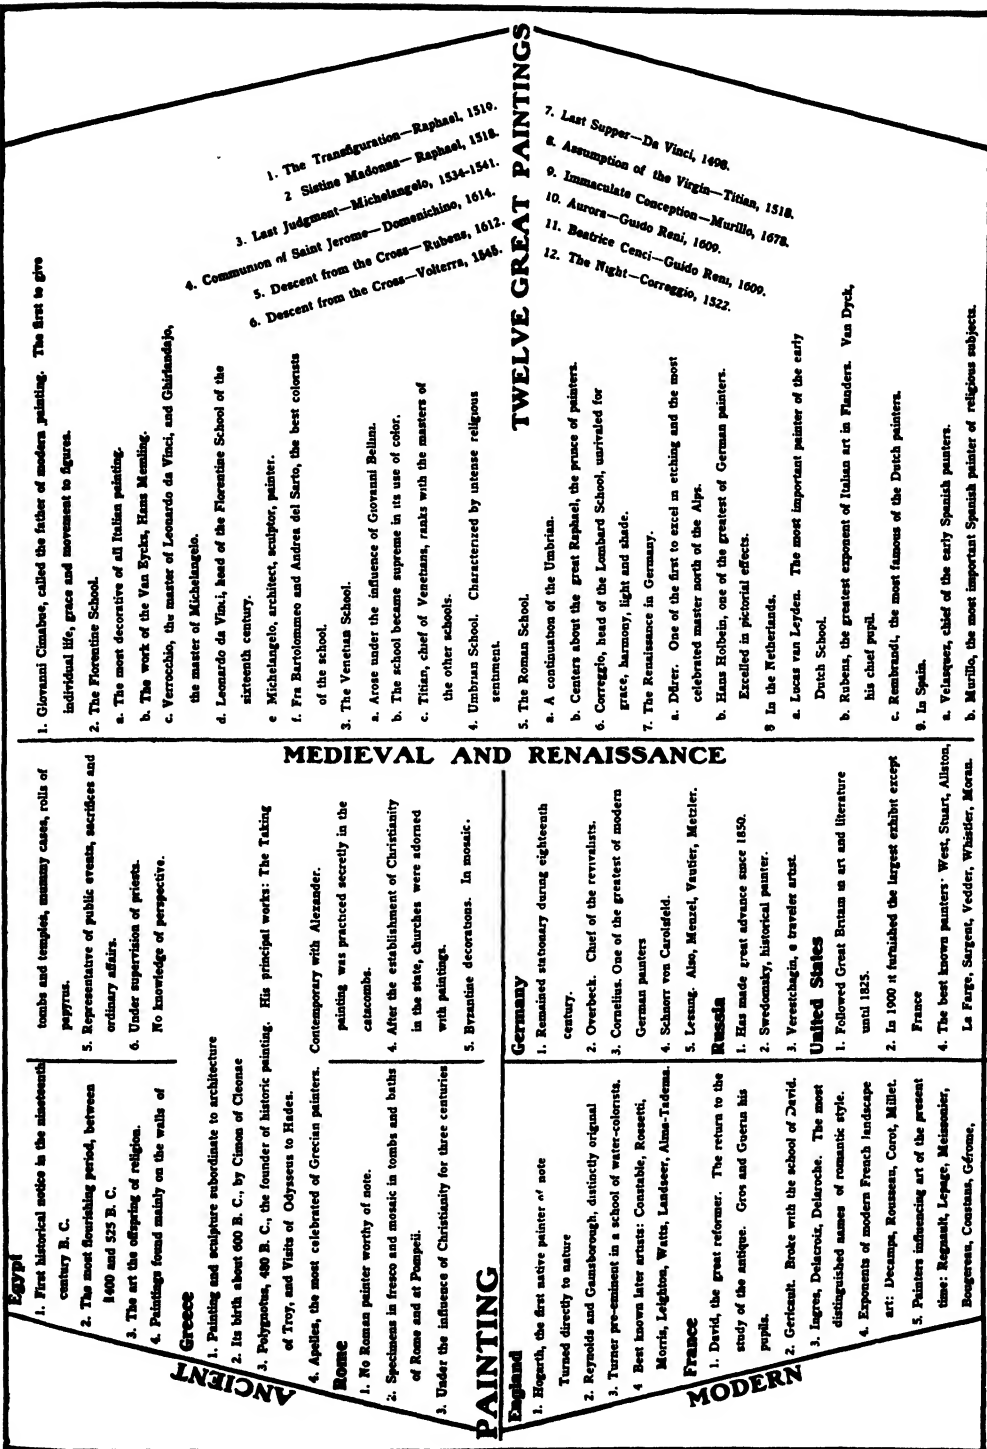 PAINTING
ANCIENT
Egypt
1. First historical notice in the nineteenth
century B. C.
2. The most flourishing period, between
1400 and 525 B. C.
3. The art the offspring of religion.
4. Paintings found mainly on the walls of
tombs and temples, mummy cases, rolls of
papyrus.
5. Representative of public events, sacrifices and
ordinary affairs.
6. Under supervision of priests.
No knowledge of perspective.
Greece
1. Painting and sculpture subordinate to architecture
2. Its birth about 600 B. C., by Cimon of Cleonae
3. Polygnotus, 480 B. C., the founder of historic painting. His principal works: The Taking
of Troy, and Visits of Odysseus to Hades.
4. Apelles, the most celebrated of Grecian painters. Contemporary with Alexander.
Rome
1. No Roman painter worthy of note.
2. Specimens in fresco and mosaic in tombs and baths
of Rome and at Pompeii.
3. Under the influence of Christianity for three centuries
painting was practiced secretly in the
catacombs.
4. After the establishment of Christianity
in the state, churches were adorned
with paintings.
5. Byzantine decorations. In mosaic.
MODERN
England
1. Hogarth, the first native painter of note
Turned directly to nature
2. Reynolds and Gainsborough, distinctly original
3. Turner pre-eminent in a school of water-colorists.
4 Best known later artists: Constable, Rossetti,
Morris, Leighton, Watts, Landseer, Alma-Tadema.
France
1. David, the great reformer. The return to the
study of the antique. Gros and Guerin his
pupils.
2. Gericault. Broke with the school of David.
3. Ingres, Delacroix, Delaroche. The most
distinguished names of romantic style.
4. Exponents of modern French landscape
art: Decamps, Rousseau, Corot, Millet.
5. Painters influencing art of the present
time: Regnault, Lepage, Meissonier,
Bougereau, Constans, Gérome,
Germany
1. Remained stationary during eighteenth
century.
2. Overbeck. Chief of the revivalists.
3. Cornelius. One of the greatest of modern
German painters
4. Schnorr von Carolsfeld.
5. Lessing. Also, Menzel, Vautier, Metzler.
Russia
1. Has made great advance since 1850.
2. Swedomsky, historical painter.
3. Verestchagin, a traveler artist.
United States
1. Followed Great Britain in art and literature
until 1825.
2. In 1900 it furnished the largest exhibit except
France
4. The best known painters: West, Stuart, Allston,
La Farge, Sargent, Vedder, Whistler, Moran.
MEDIEVAL AND RENAISSANCE
1. Giovanni Cimabue, called the father of modern painting. The first to give
individual life, grace and movement to figures.
2. The Florentine School.
a. The most decorative of all Italian painting.
b. The work of the Van Eycks, Hans Memling.
c. Verrocchio, the master of Leonardo da Vinci, and Ghirlandajo,
the master of Michelangelo.
d. Leonardo da Vinci, head of the Florentine School of the
sixteenth century.
e Michelangelo, architect, sculptor, painter.
f. Fra Bartolommeo and Andrea del Sarto, the best colorists
of the school.
3. The Venetian School.
a. Arose under the influence of Giovanni Bellini.
b. The school became supreme in its use of color.
c. Titian, chief of Venetians, ranks with the masters of
the other schools.
4. Umbrian School. Characterized by intense religious
sentiment.
5. The Roman School.
a. A continuation of the Umbrian.
b. Centers about the great Raphael, the prince of painters.
6. Correggio, head of the Lombard School, unrivaled for
grace, harmony, light and shade.
7. The Renaissance in Germany.
a. Dürer. One of the first to excel in etching and the most
celebrated master north of the Alps.
b. Hans Holbein, one of the greatest of German painters.
Excelled in pictorial effects.
8 In the Netherlands.
a. Lucas van Leyden. The most important painter of the early
Dutch School.
b. Rubens, the greatest exponent of Italian art in Flanders. Van Dyck,
his chief pupil.
c. Rembrandt, the most famous of the Dutch painters.
9. In Spain.
a. Velasquez, chief of the early Spanish painters.
b. Murillo, the most important Spanish painter of religious subjects.
TWELVE GREAT PAINTINGS
1. The Transfiguration—Raphael, 1519.
2 Sistine Madonna—Raphael, 1518.
3. Last Judgment—Michelangelo, 1534-1541.
4. Communion of Saint Jerome—Domenichino, 1614.
5. Descent from the Cross—Rubens, 1612.
6. Descent from the Cross—Volterra, 1545.
7. Last Supper—Da Vinci, 1498.
8. Assumption of the Virgin—Titian, 1518.
9. Immaculate Conception—Murillo, 1678.
10. Aurora—Guido Reni, 1609.
11. Beatrice Cenci—Guido Reni, 1609.
12. The Night—Correggio, 1522.